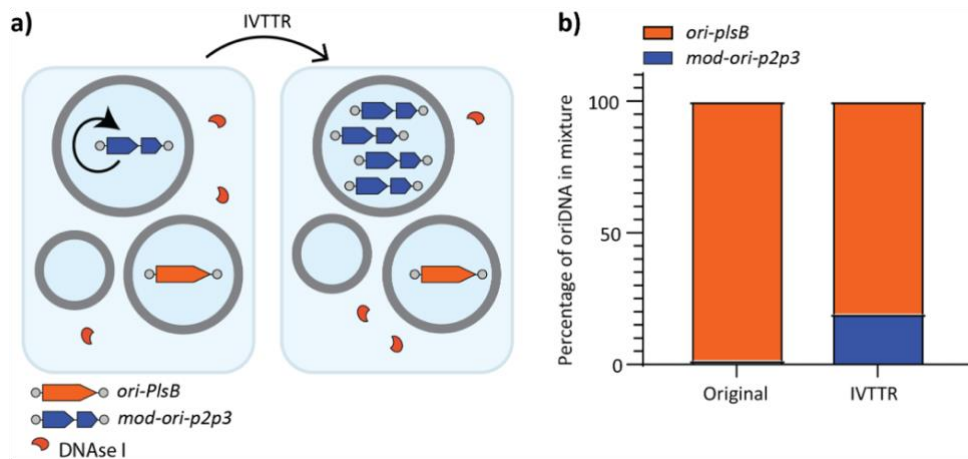 a)
IVTTR
ori-PlsB
mod-ori-p2p3
DNAse I
b)
ori-plsB
mod-ori-p2p3
Percentage of oriDNA in mixture
100
50
0
Original
IVTTR